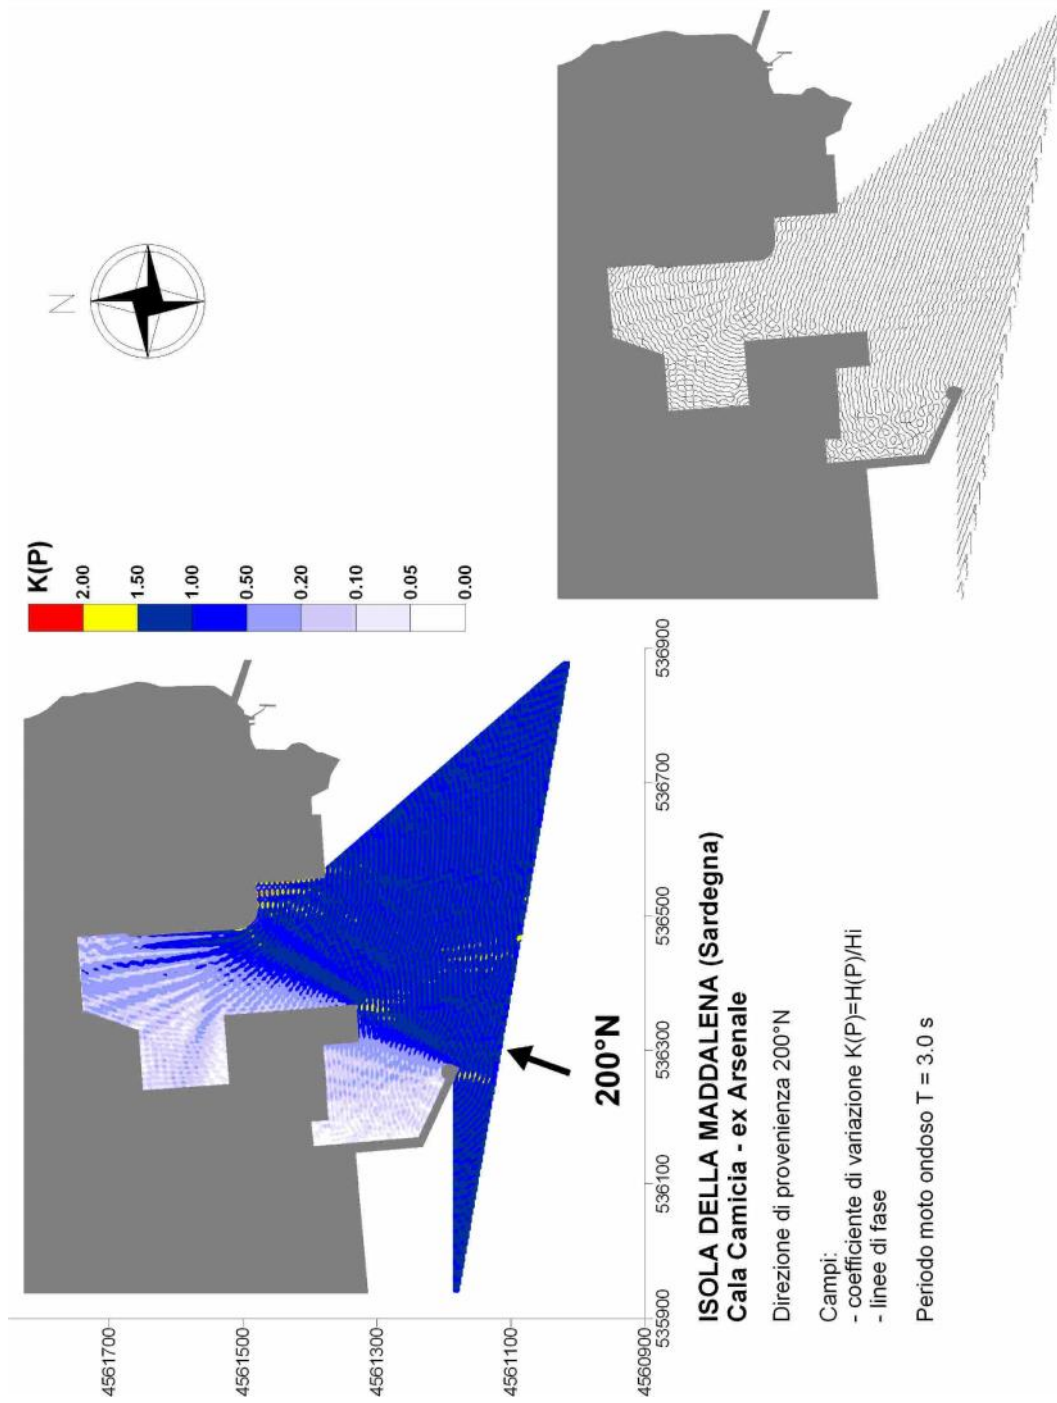 N
K(P)
2.00
1.50
1.00
0.50
0.20
0.10
0.05
0.00
4561700
4561500
4561300
4561100
4560900
535900
536100
536300
536500
536700
536900
200°N
ISOLA DELLA MADDALENA (Sardegna)
Cala Camicia - ex Arsenale
Direzione di provenienza 200°N
Campi:
- coefficiente di variazione K(P)=H(P)/Hi
- linee di fase
Periodo moto ondoso T = 3.0 s